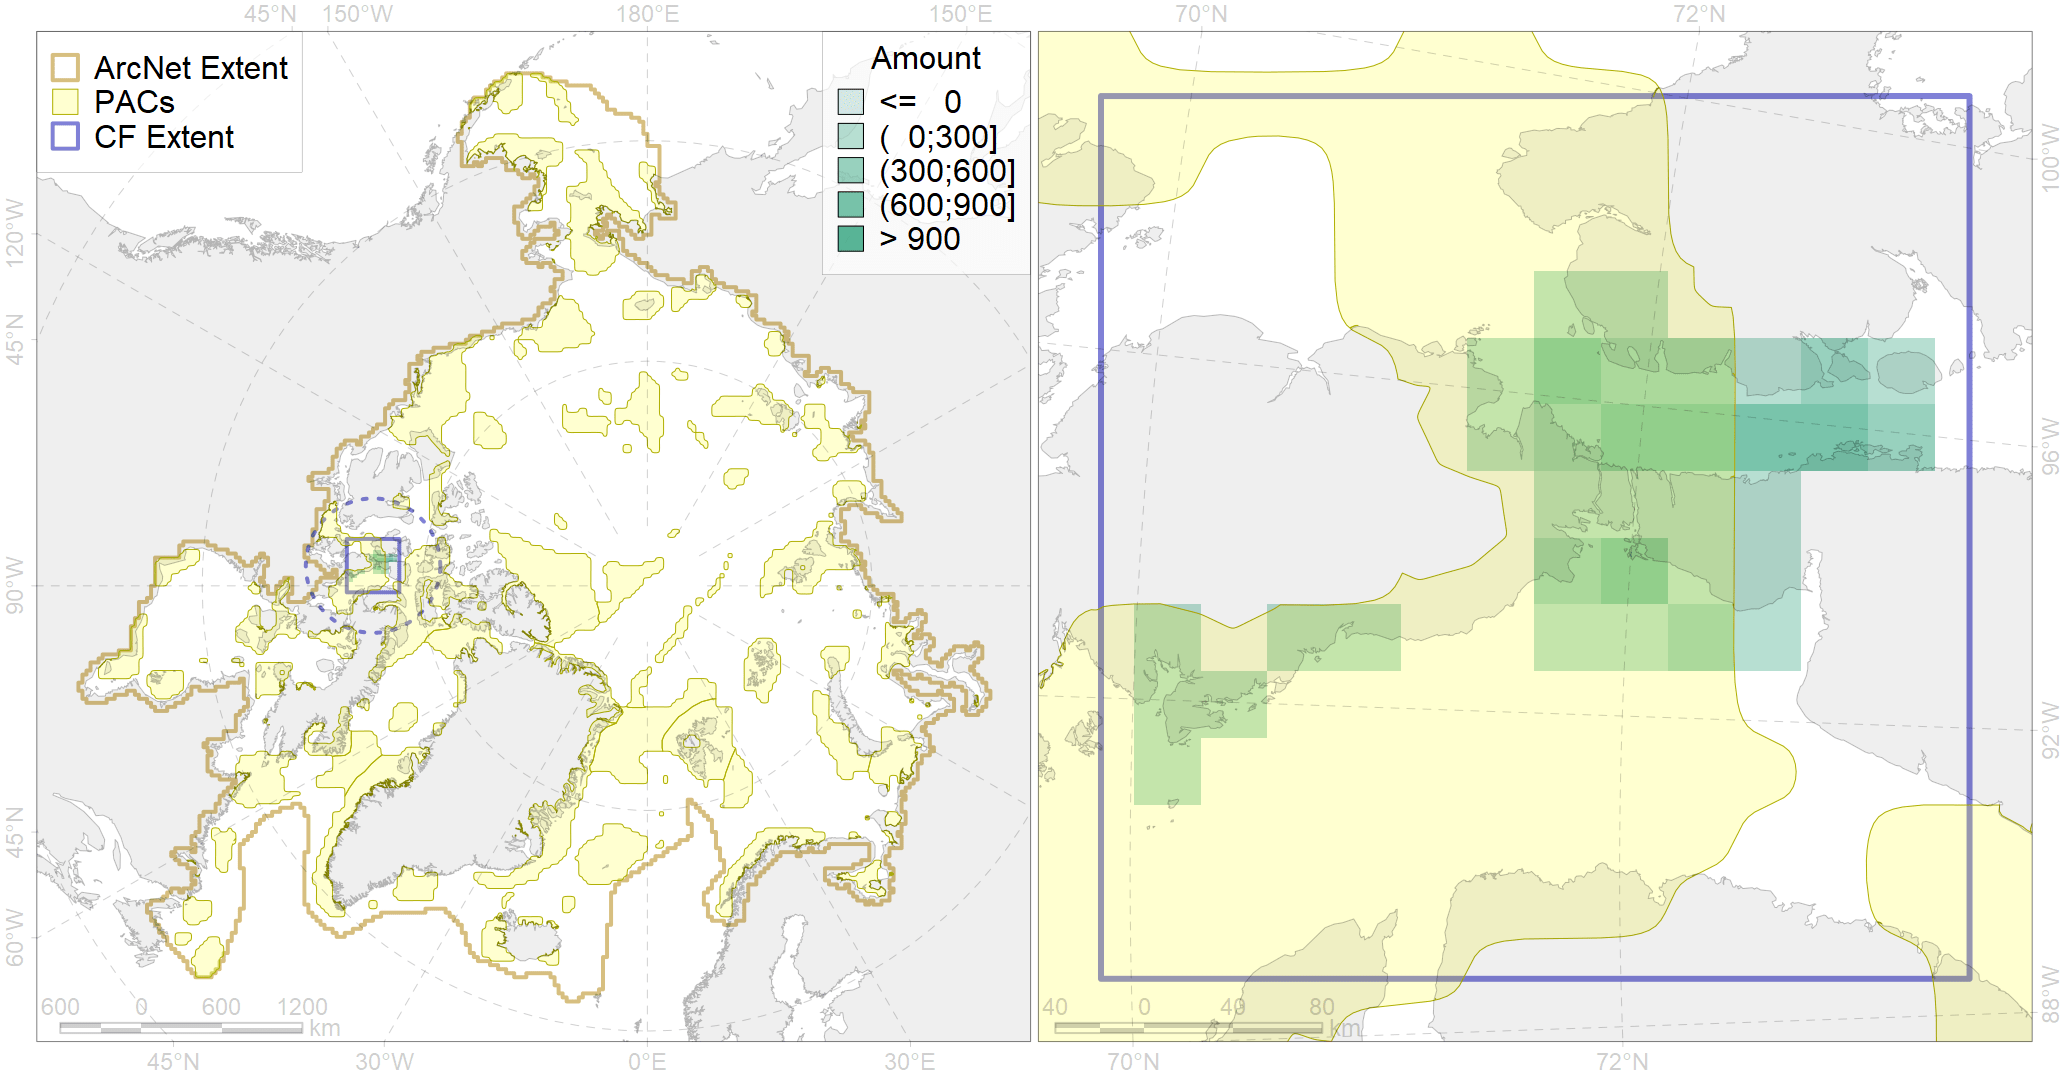 45°N 150°W 180°E 150°E 70°N 72°N
ArcNet Extent
PACs
CF Extent
Amount
<= 0
( 0;300]
(300;600]
(600;900]
> 900
120°W
45°N
90°W
45°N
60°W
100°W
96°W
92°W
88°W
600 0 600 1200
km
40 0 40 80
km
45°N 30°W 0°E 30°E 70°N 72°N